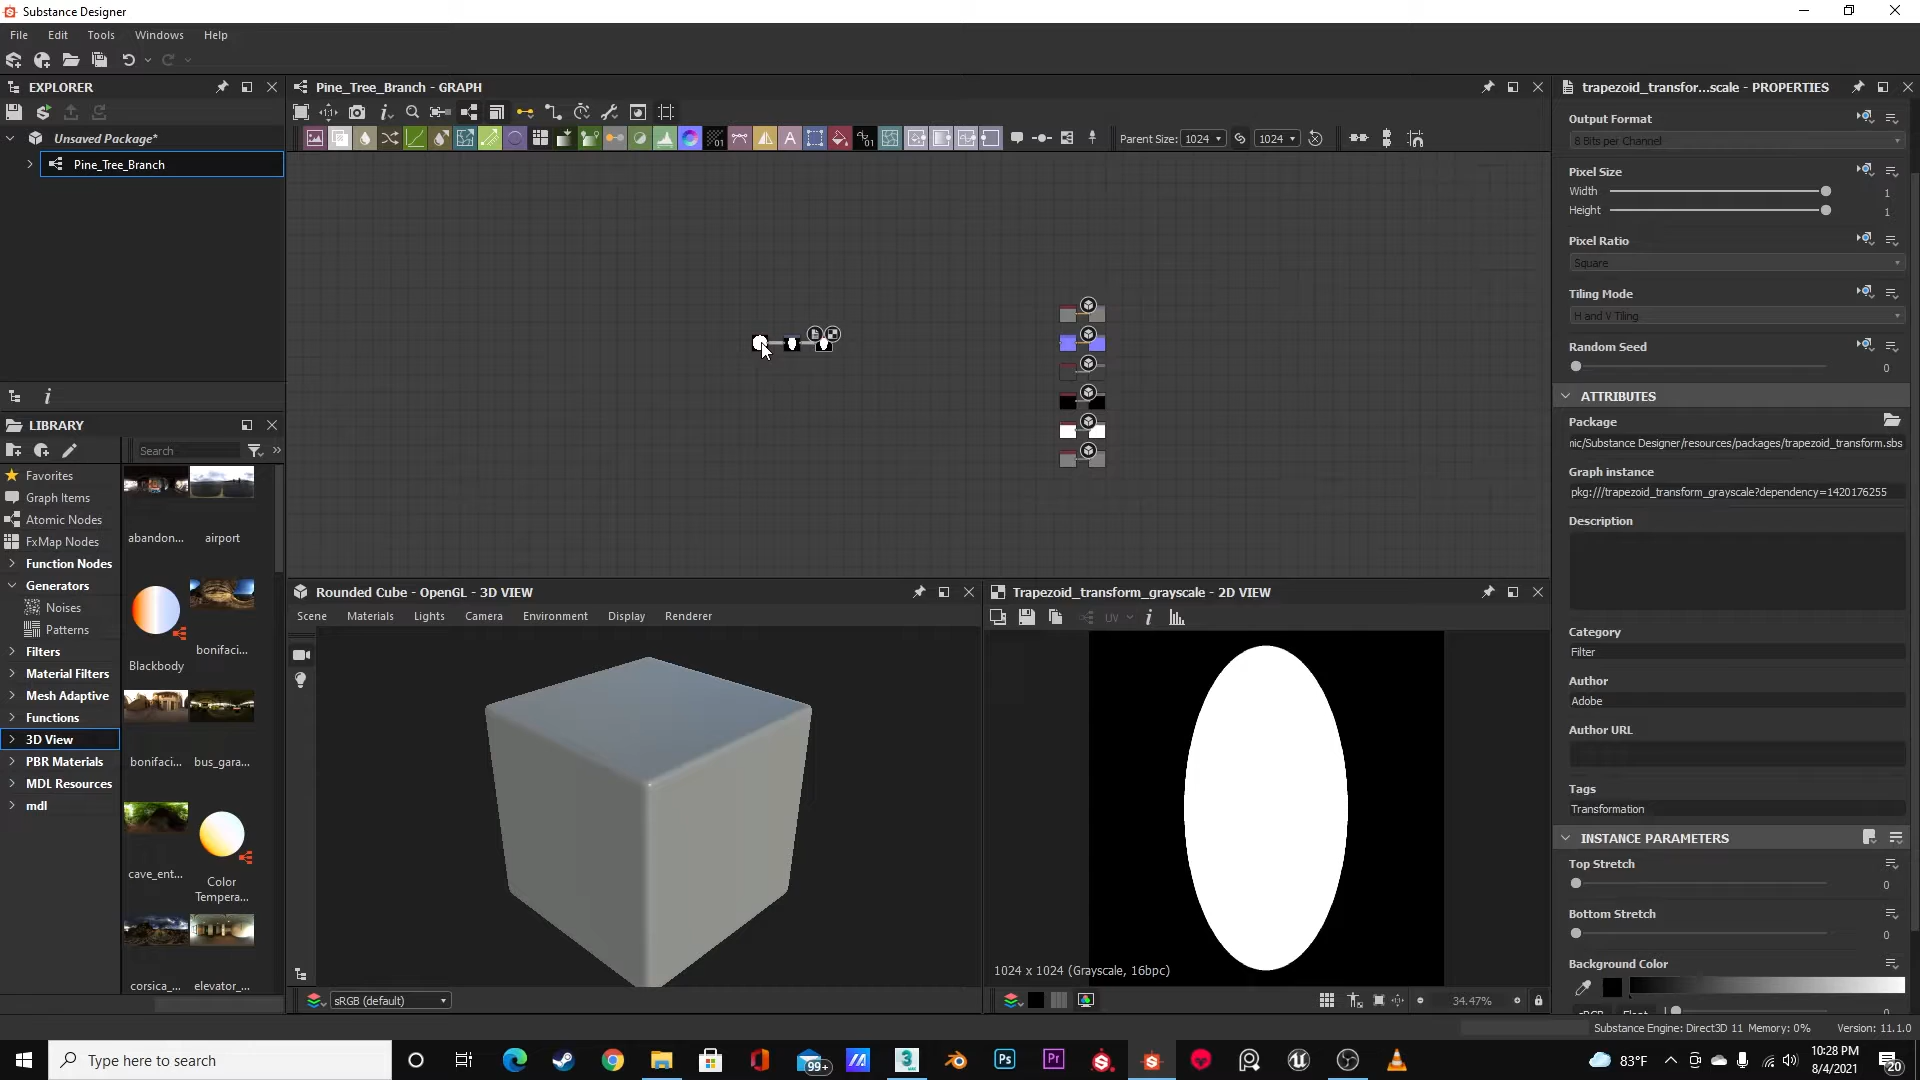 Substance Designer
File Edit Tools Windows Help
EXPLORER
Unsaved Package*
Pine_Tree_Branch
Pine_Tree_Branch - GRAPH
Parent Size: 1024 1024
LIBRARY
Search
Favorites
Graph Items
Atomic Nodes
FxMap Nodes
Function Nodes
Generators
Noises
Patterns
Filters
Material Filters
Mesh Adaptive
Functions
3D View
PBR Materials
MDL Resources
mdl
abandon... airport
Blackbody bonifaci...
bonifaci... bus_gara...
cave_ent... Color Tempera...
corsica_... elevator_...
Rounded Cube - OpenGL - 3D VIEW
Scene Materials Lights Camera Environment Display Renderer
sRGB (default)
Trapezoid_transform_grayscale - 2D VIEW
UV
1024 x 1024 (Grayscale, 16bpc)
34.47%
trapezoid_transfor...scale - PROPERTIES
Output Format
8 Bits per Channel
Pixel Size
Width 1
Height 1
Pixel Ratio
Square
Tiling Mode
H and V Tiling
Random Seed
0
ATTRIBUTES
Package
nic/Substance Designer/resources/packages/trapezoid_transform.sbs
Graph instance
pkg:///trapezoid_transform_grayscale?dependency=1420176255
Description
Category
Filter
Author
Adobe
Author URL
Tags
Transformation
INSTANCE PARAMETERS
Top Stretch
0
Bottom Stretch
0
Background Color
Substance Engine: Direct3D 11 Memory: 0% Version: 11.1.0
Type here to search
99+
Ps
Pr
83°F
10:28 PM
8/4/2021
20